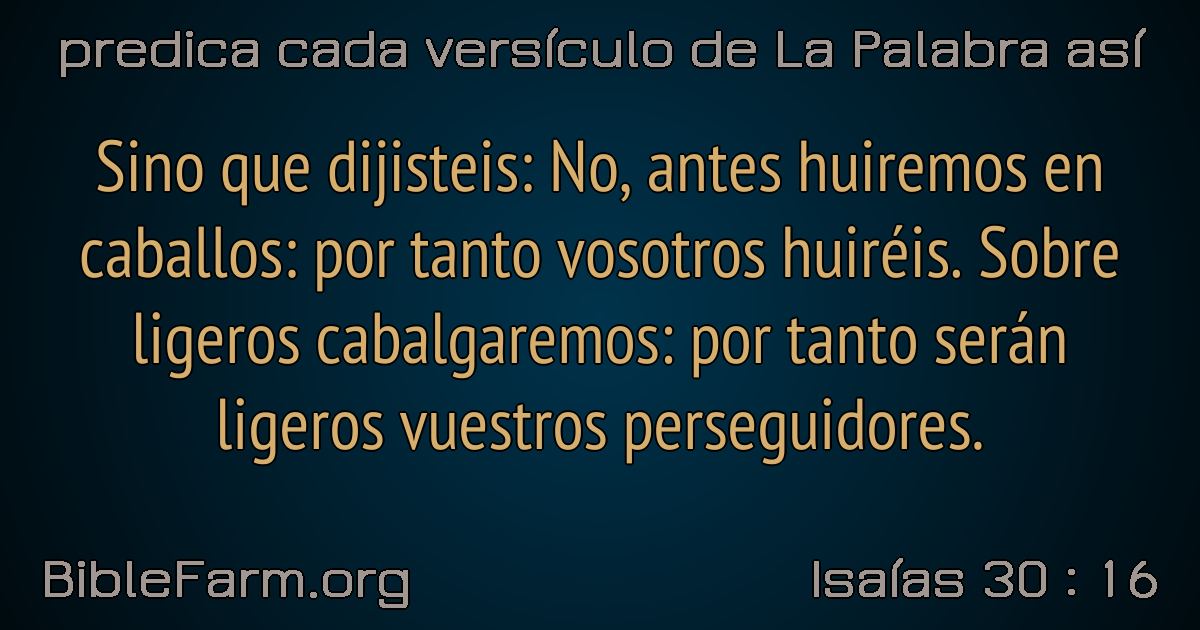 predica cada versículo de La Palabra así
Sino que dijisteis: No, antes huiremos en
caballos: por tanto vosotros huiréis. Sobre
ligeros cabalgaremos: por tanto serán
ligeros vuestros perseguidores.
BibleFarm.org
Isaías 30 : 16